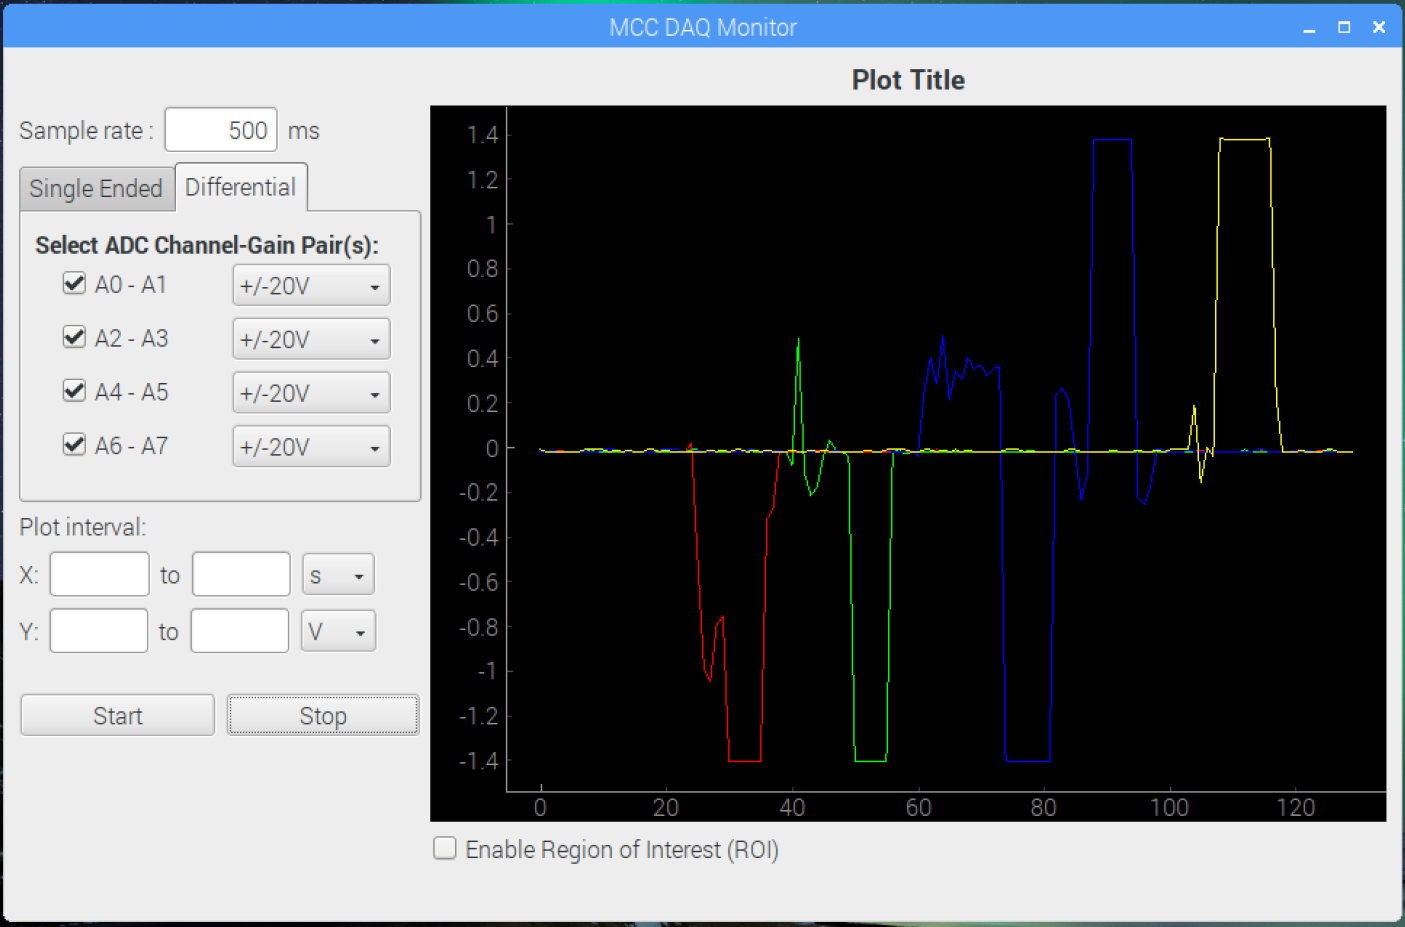 MCC DAQ Monitor
Plot Title
Sample rate : 500 ms
Single Ended Differential
Select ADC Channel-Gain Pair(s):
A0 - A1 +/-20V
A2 - A3 +/-20V
A4 - A5 +/-20V
A6 - A7 +/-20V
Plot interval:
X: to s
Y: to V
Start Stop
1.4
1.2
1
0.8
0.6
0.4
0.2
0
-0.2
-0.4
-0.6
-0.8
-1
-1.2
-1.4
0 20 40 60 80 100 120
Enable Region of Interest (ROI)